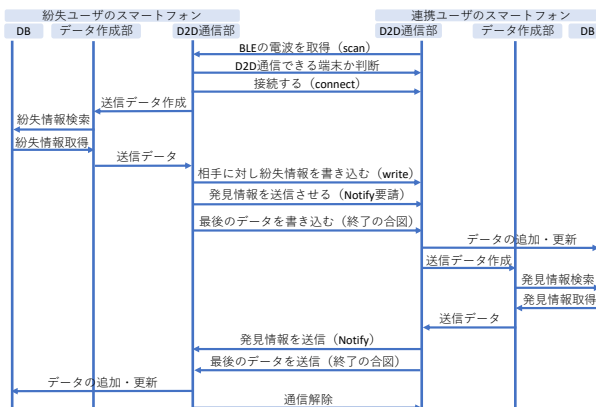 紛失ユーザのスマートフォン
連携ユーザのスマートフォン
DB
データ作成部
D2D通信部
D2D通信部
データ作成部
DB
BLEの電波を取得（scan）
D2D通信できる端末か判断
接続する（connect）
送信データ作成
紛失情報検索
紛失情報取得
送信データ
相手に対し紛失情報を書き込む（write）
発見情報を送信させる（Notify要請）
最後のデータを書き込む（終了の合図）
データの追加・更新
送信データ作成
発見情報検索
発見情報取得
送信データ
発見情報を送信（Notify）
最後のデータを送信（終了の合図）
データの追加・更新
通信解除